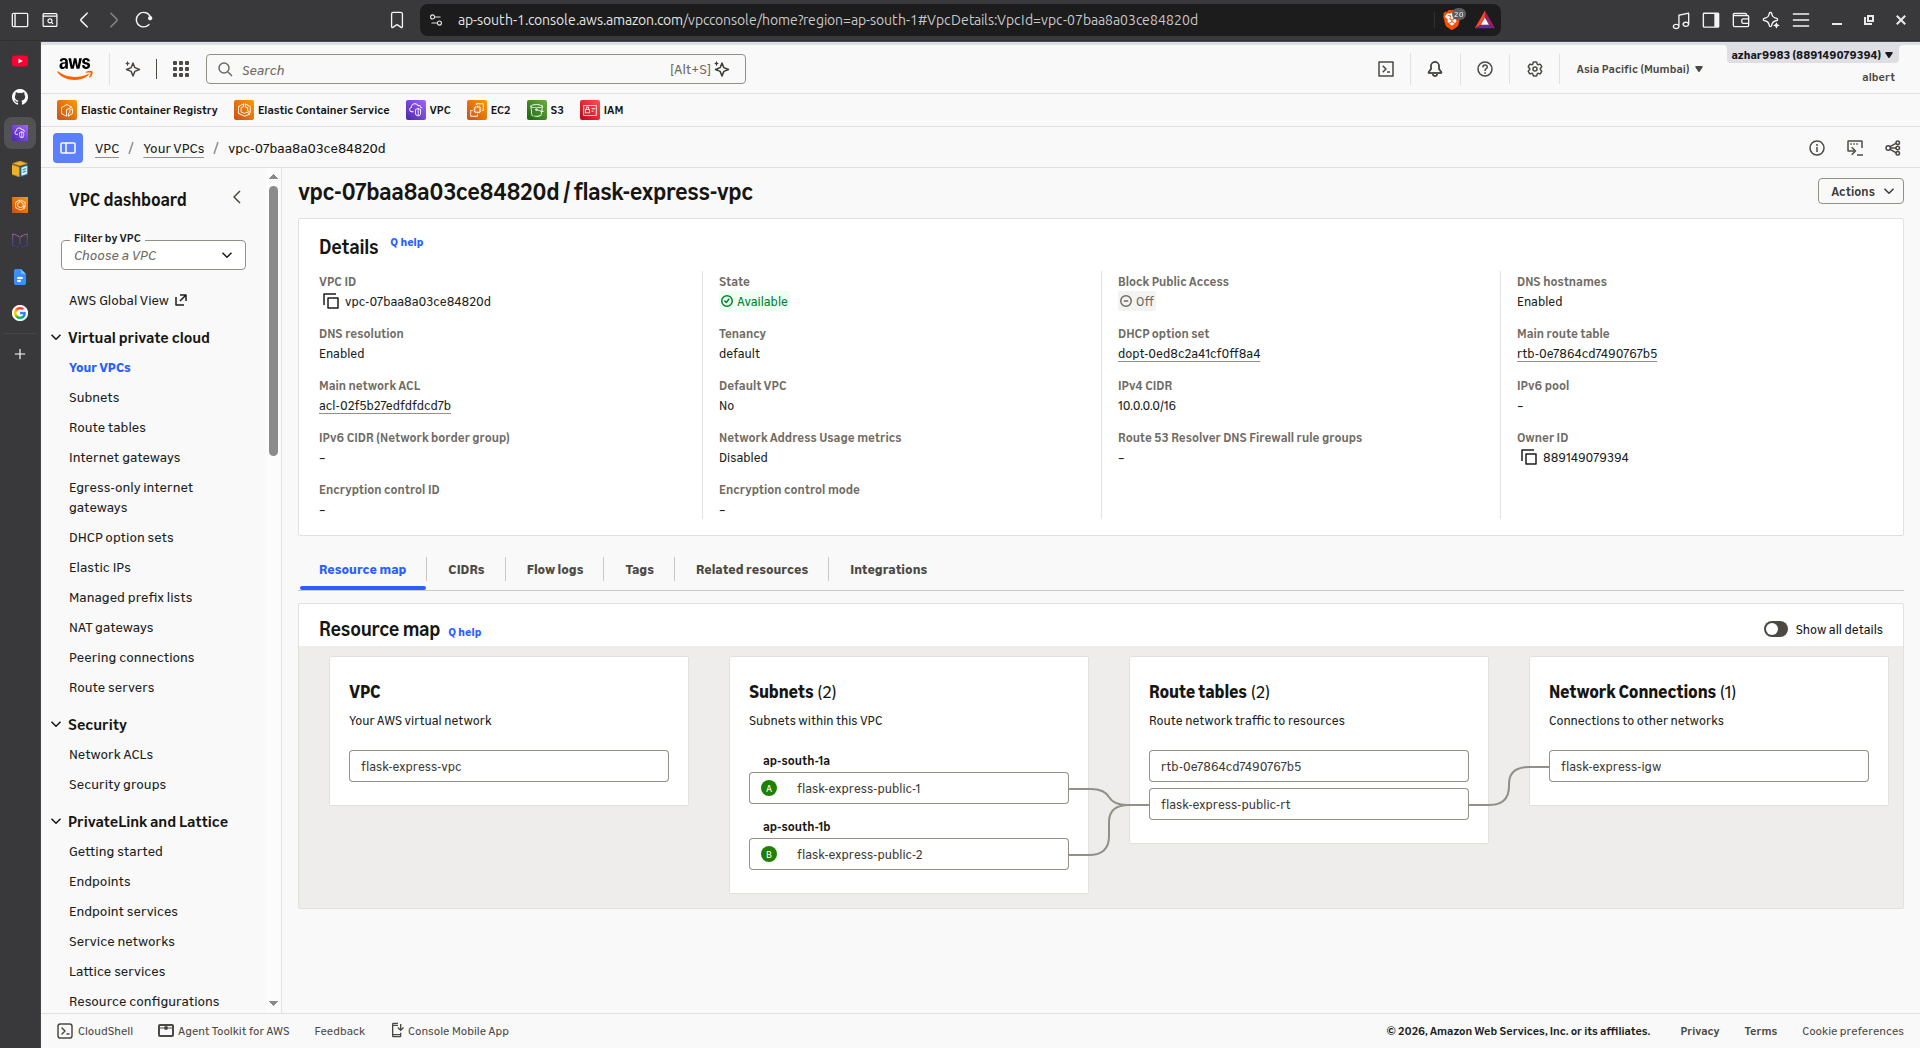 ap-south-1.console.aws.amazon.com/vpcconsole/home?region=ap-south-1#VpcDetails:VpcId=vpc-07baa8a03ce84820d
20
aws
Search
[Alt+S]
Asia Pacific (Mumbai)
azhar9983 (889149079394)
albert
Elastic Container Registry
Elastic Container Service
VPC
EC2
S3
IAM
VPC / Your VPCs / vpc-07baa8a03ce84820d
VPC dashboard
Filter by VPC
Choose a VPC
AWS Global View
Virtual private cloud
Your VPCs
Subnets
Route tables
Internet gateways
Egress-only internet
gateways
DHCP option sets
Elastic IPs
Managed prefix lists
NAT gateways
Peering connections
Route servers
Security
Network ACLs
Security groups
PrivateLink and Lattice
Getting started
Endpoints
Endpoint services
Service networks
Lattice services
Resource configurations
vpc-07baa8a03ce84820d / flask-express-vpc
Actions
Details
Q help
VPC ID
vpc-07baa8a03ce84820d
State
Available
Block Public Access
Off
DNS hostnames
Enabled
DNS resolution
Enabled
Tenancy
default
DHCP option set
dopt-0ed8c2a41cf0ff8a4
Main route table
rtb-0e7864cd7490767b5
Main network ACL
acl-02f5b27edfdfdcd7b
Default VPC
No
IPv4 CIDR
10.0.0.0/16
IPv6 pool
–
IPv6 CIDR (Network border group)
–
Network Address Usage metrics
Disabled
Route 53 Resolver DNS Firewall rule groups
–
Owner ID
889149079394
Encryption control ID
–
Encryption control mode
–
Resource map
CIDRs
Flow logs
Tags
Related resources
Integrations
Resource map
Q help
Show all details
VPC
Your AWS virtual network
flask-express-vpc
Subnets (2)
Subnets within this VPC
ap-south-1a
A
flask-express-public-1
ap-south-1b
B
flask-express-public-2
Route tables (2)
Route network traffic to resources
rtb-0e7864cd7490767b5
flask-express-public-rt
Network Connections (1)
Connections to other networks
flask-express-igw
CloudShell
Agent Toolkit for AWS
Feedback
Console Mobile App
© 2026, Amazon Web Services, Inc. or its affiliates.
Privacy
Terms
Cookie preferences